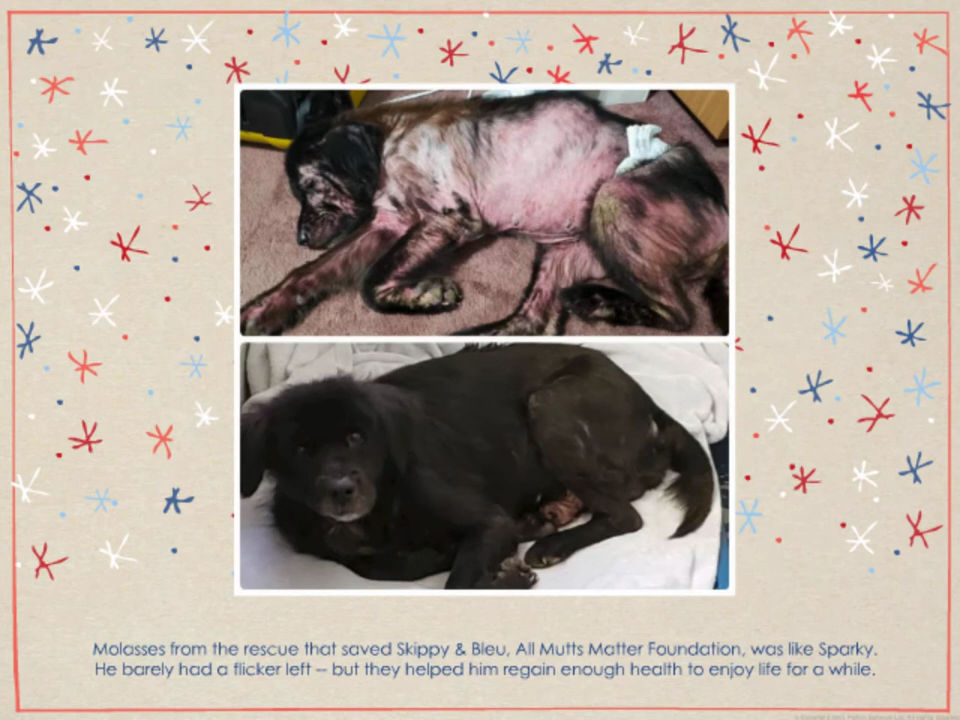 Molasses from the rescue that saved Skippy & Bleu, All Mutts Matter Foundation, was like Sparky.
He barely had a flicker left -- but they helped him regain enough health to enjoy life for a while.